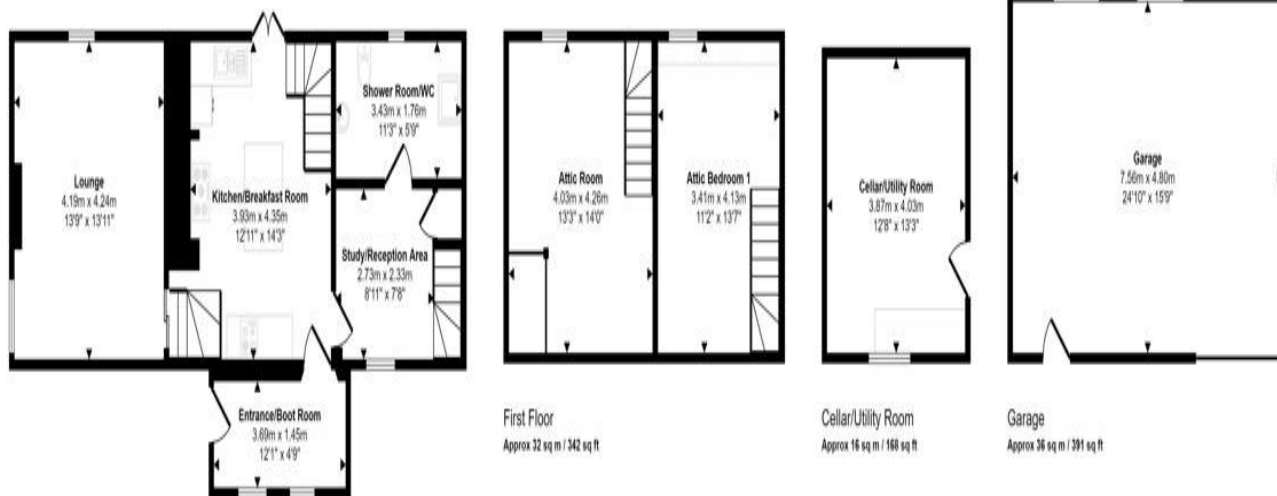 Lounge
4.19m x 4.24m
13'9" x 13'11"
Kitchen/Breakfast Room
3.93m x 4.35m
12'11" x 14'3"
Shower Room/WC
3.43m x 1.76m
11'3" x 5'9"
Study/Reception Area
2.73m x 2.33m
8'11" x 7'8"
Entrance/Boot Room
3.69m x 1.45m
12'1" x 4'9"
Attic Room
4.03m x 4.26m
13'3" x 14'0"
Attic Bedroom 1
3.41m x 4.13m
11'2" x 13'7"
First Floor
Approx 32 sq m / 342 sq ft
Cellar/Utility Room
3.87m x 4.03m
12'8" x 13'3"
Cellar/Utility Room
Approx 16 sq m / 168 sq ft
Garage
7.56m x 4.80m
24'10" x 15'9"
Garage
Approx 36 sq m / 391 sq ft